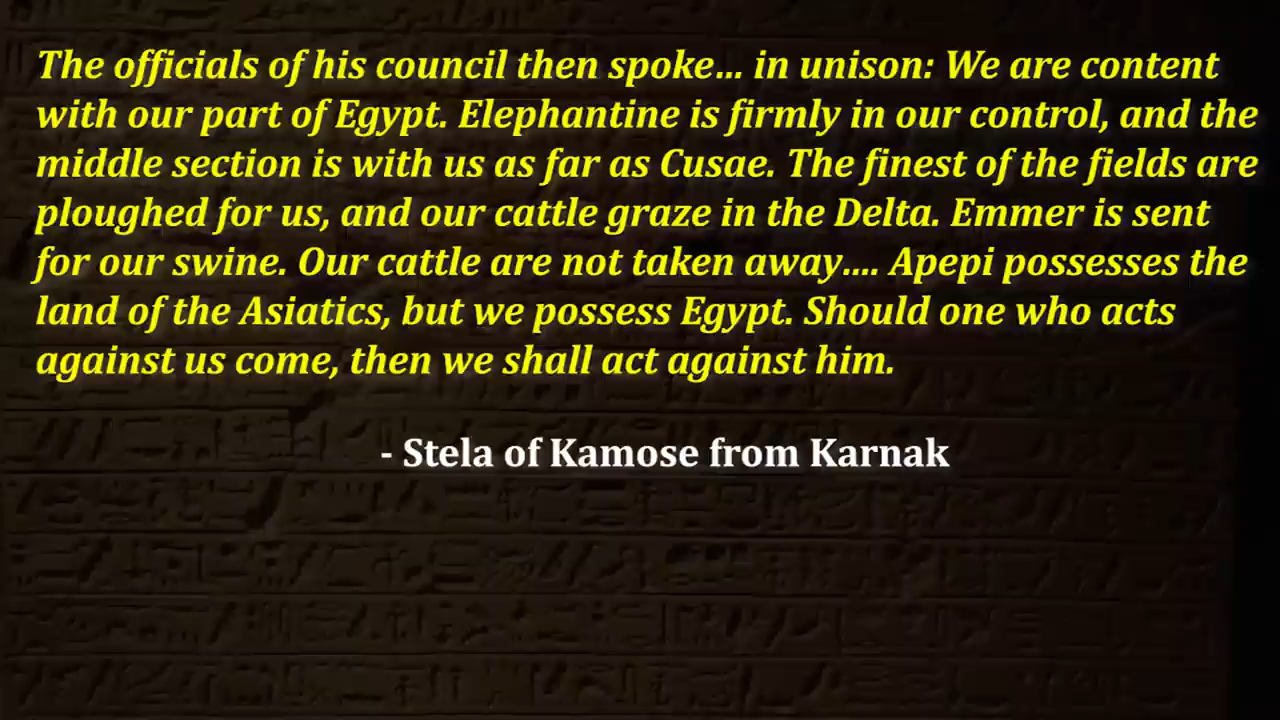 The officials of his council then spoke... in unison: We are content
with our part of Egypt. Elephantine is firmly in our control, and the
middle section is with us as far as Cusae. The finest of the fields are
ploughed for us, and our cattle graze in the Delta. Emmer is sent
for our swine. Our cattle are not taken away.... Apepi possesses the
land of the Asiatics, but we possess Egypt. Should one who acts
against us come, then we shall act against him.
- Stela of Kamose from Karnak